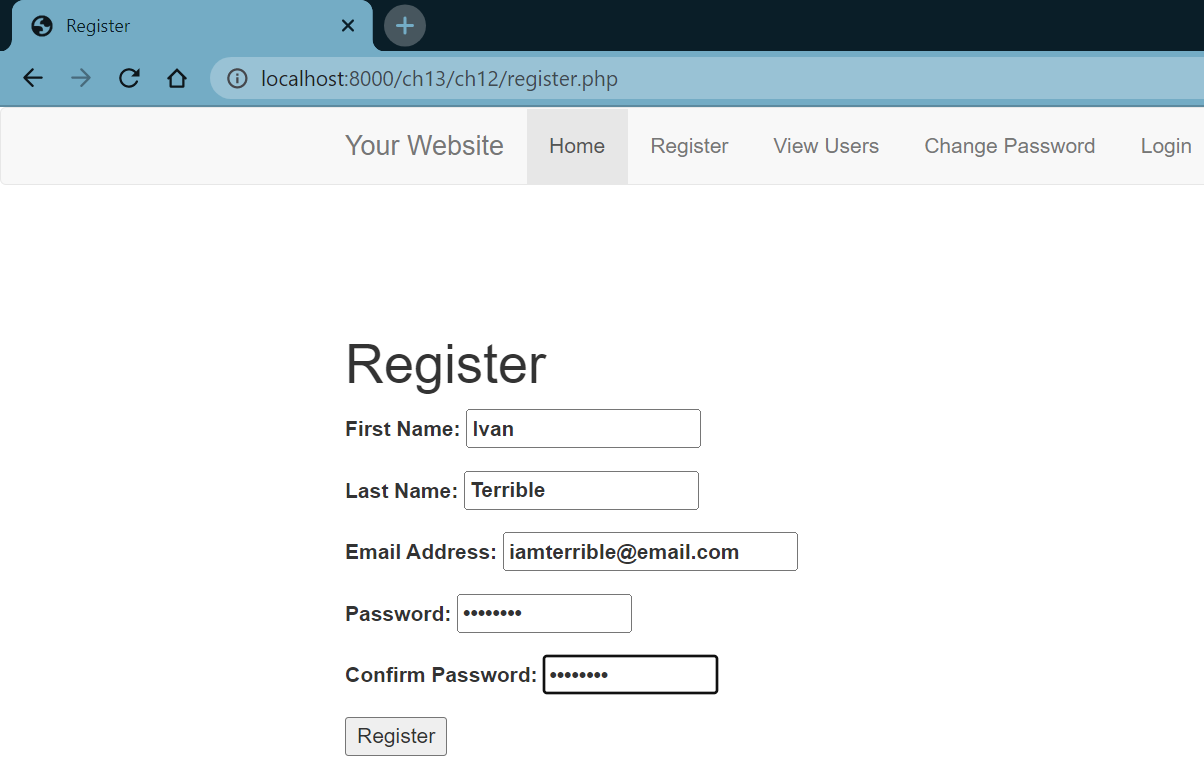 Register
localhost:8000/ch13/ch12/register.php
Your Website Home Register View Users Change Password Login
Register
First Name: Ivan
Last Name: Terrible
Email Address: iamterrible@email.com
Password: ••••••••
Confirm Password: ••••••••
Register